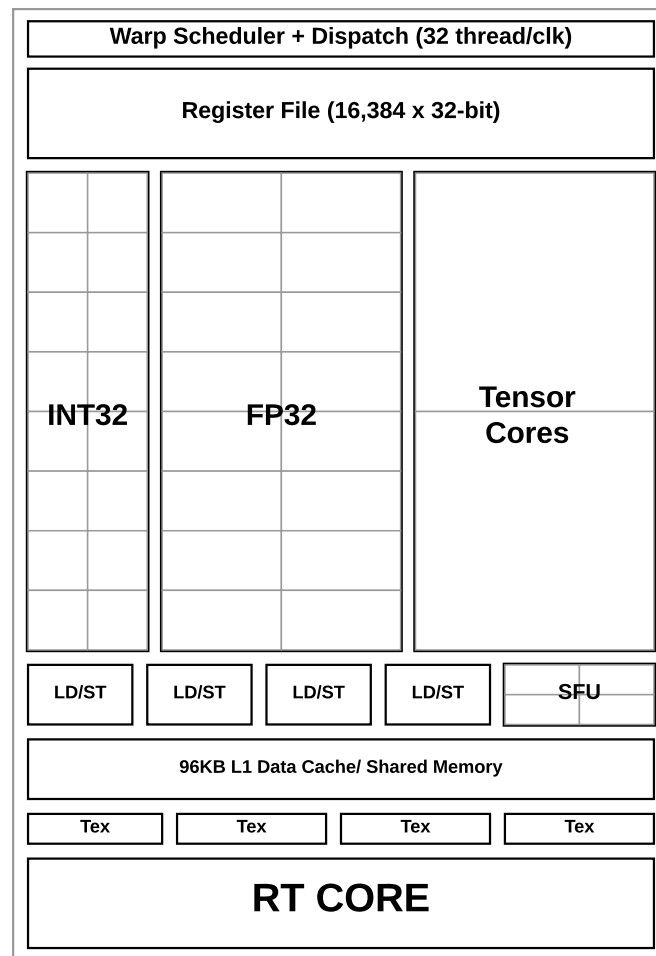 Warp Scheduler + Dispatch (32 thread/clk)
Register File (16,384 x 32-bit)
INT32
FP32
Tensor
Cores
LD/ST
LD/ST
LD/ST
LD/ST
SFU
96KB L1 Data Cache/ Shared Memory
Tex
Tex
Tex
Tex
RT CORE